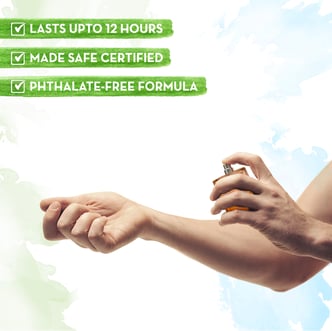 LASTS UPTO 12 HOURS
MADE SAFE CERTIFIED
PHTHALATE-FREE FORMULA